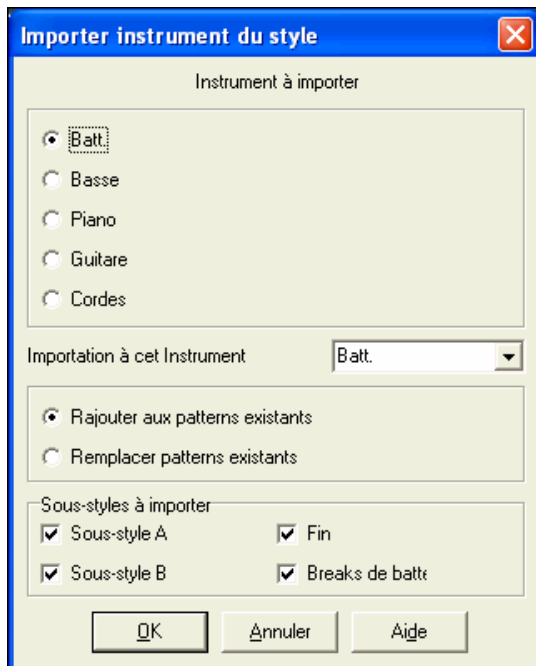 Importer instrument du style
Instrument à importer
Batt.
Basse
Piano
Guitare
Cordes
Importation à cet Instrument Batt.
Rajouter aux patterns existants
Remplacer patterns existants
Sous-styles à importer
Sous-style A Fin
Sous-style B Breaks de batte
OK Annuler Aide